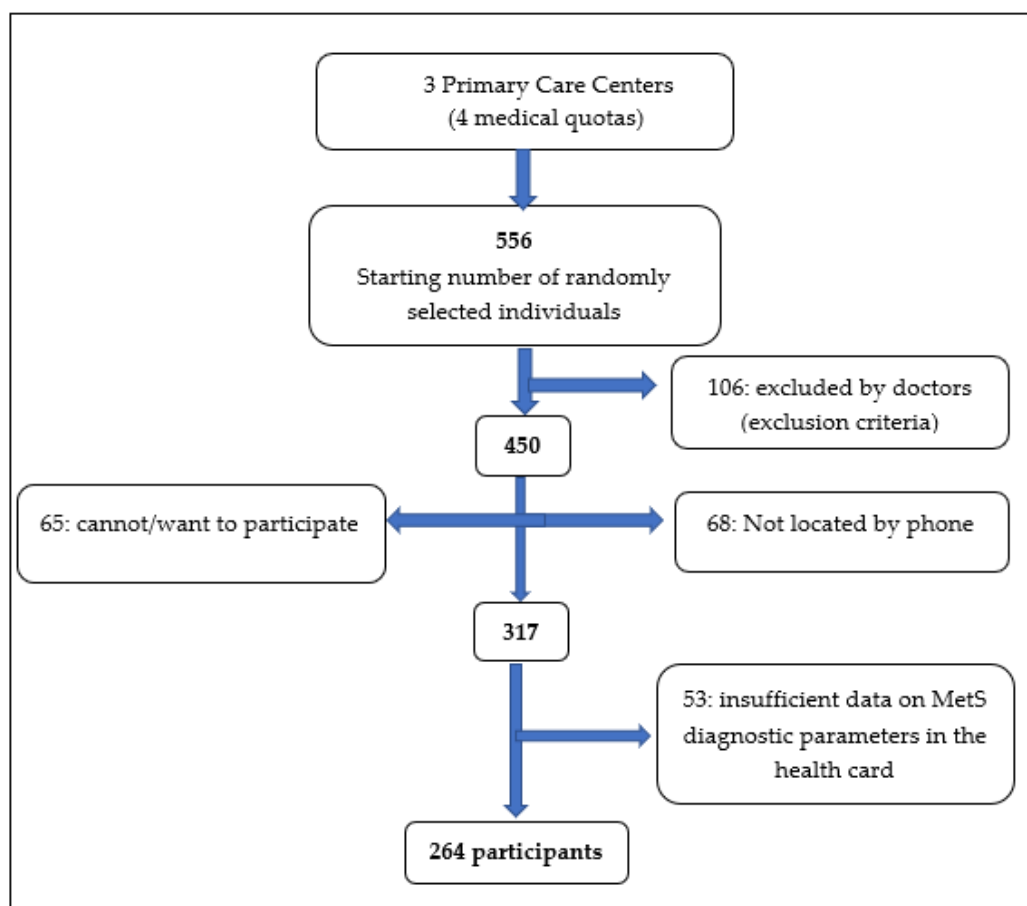 3 Primary Care Centers
(4 medical quotas)
556
Starting number of randomly
selected individuals
106: excluded by doctors
(exclusion criteria)
450
65: cannot/want to participate
68: Not located by phone
317
53: insufficient data on MetS
diagnostic parameters in the
health card
264 participants